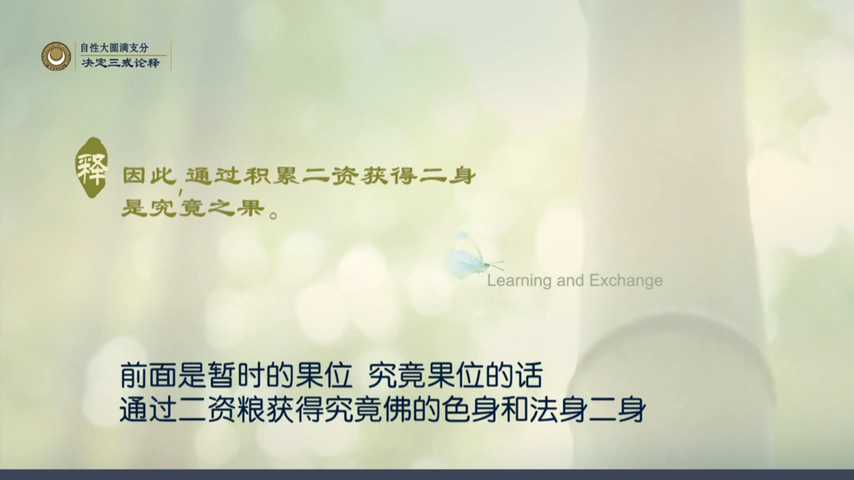 自性大圆满支分
决定三戒论释
释
因此，通过积累二资获得二身
是究竟之果。
Learning and Exchange
前面是暂时的果位 究竟果位的话
通过二资粮获得究竟佛的色身和法身二身